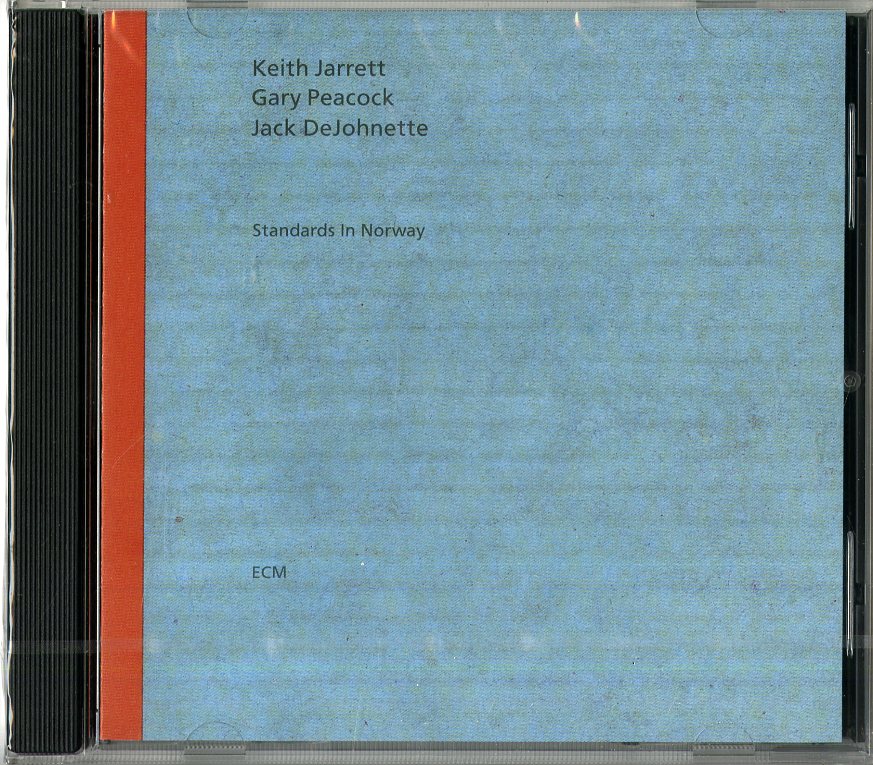 Keith Jarrett
Gary Peacock
Jack DeJohnette
Standards In Norway
ECM